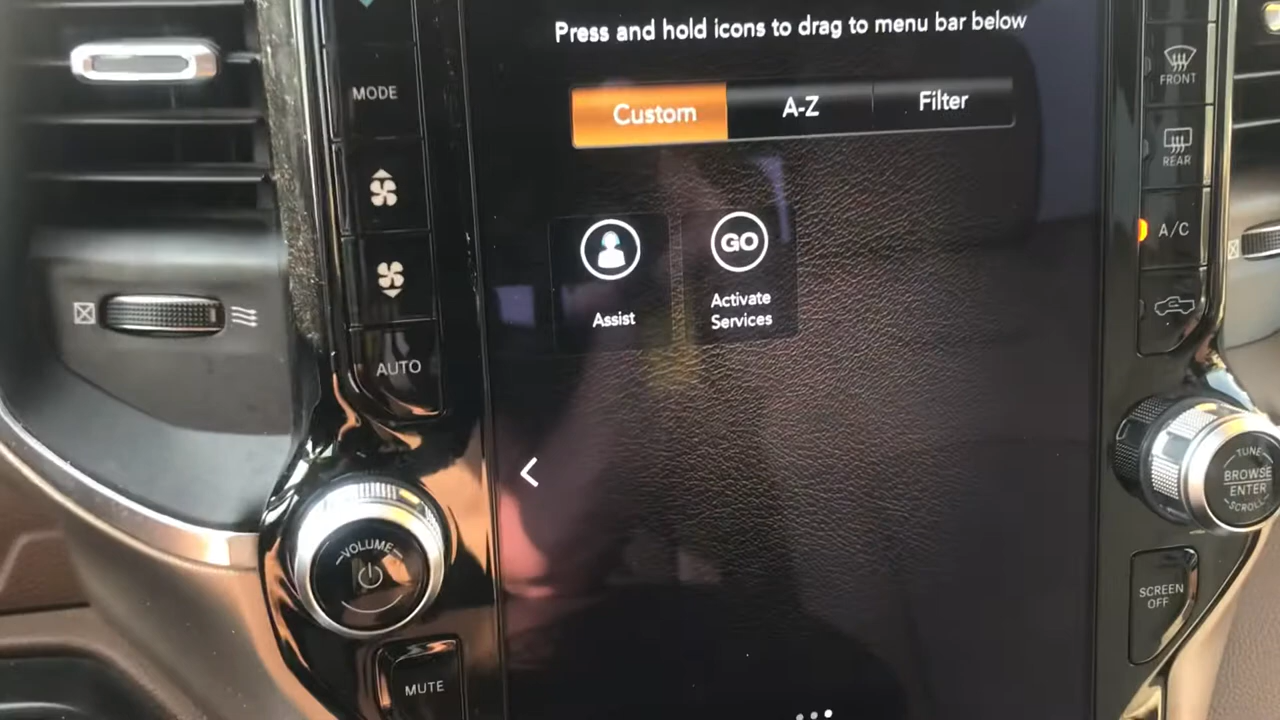 Press and hold icons to drag to menu bar below
Custom
A-Z
Filter
GO
Assist
Activate
Services
MODE
AUTO
VOLUME
MUTE
FRONT
REAR
A/C
TUNE
BROWSE
ENTER
SCROLL
SCREEN
OFF